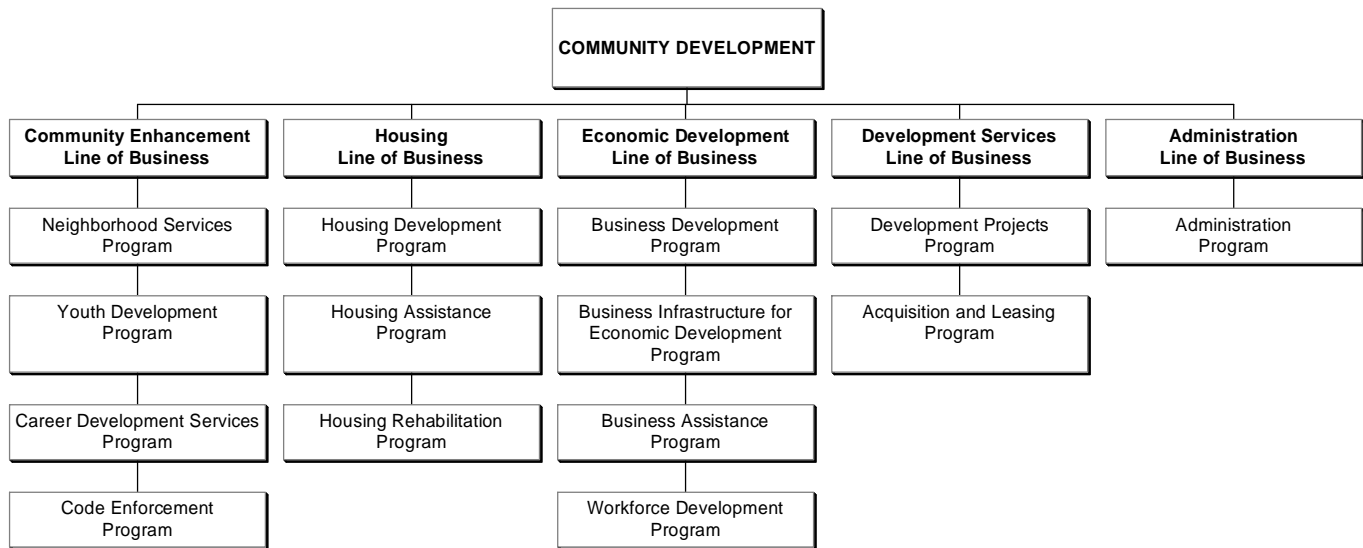 COMMUNITY DEVELOPMENT
Community Enhancement
Line of Business
Housing
Line of Business
Economic Development
Line of Business
Development Services
Line of Business
Administration
Line of Business
Neighborhood Services
Program
Housing Development
Program
Business Development
Program
Development Projects
Program
Administration
Program
Youth Development
Program
Housing Assistance
Program
Business Infrastructure for
Economic Development
Program
Acquisition and Leasing
Program
Career Development Services
Program
Housing Rehabilitation
Program
Business Assistance
Program
Code Enforcement
Program
Workforce Development
Program